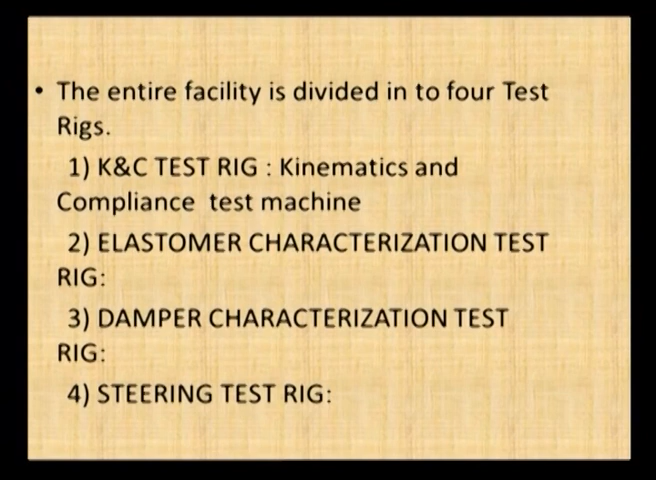 • The entire facility is divided in to four Test
Rigs.
1) K&C TEST RIG : Kinematics and
Compliance  test machine
2) ELASTOMER CHARACTERIZATION TEST
RIG:
3) DAMPER CHARACTERIZATION TEST
RIG:
4) STEERING TEST RIG: